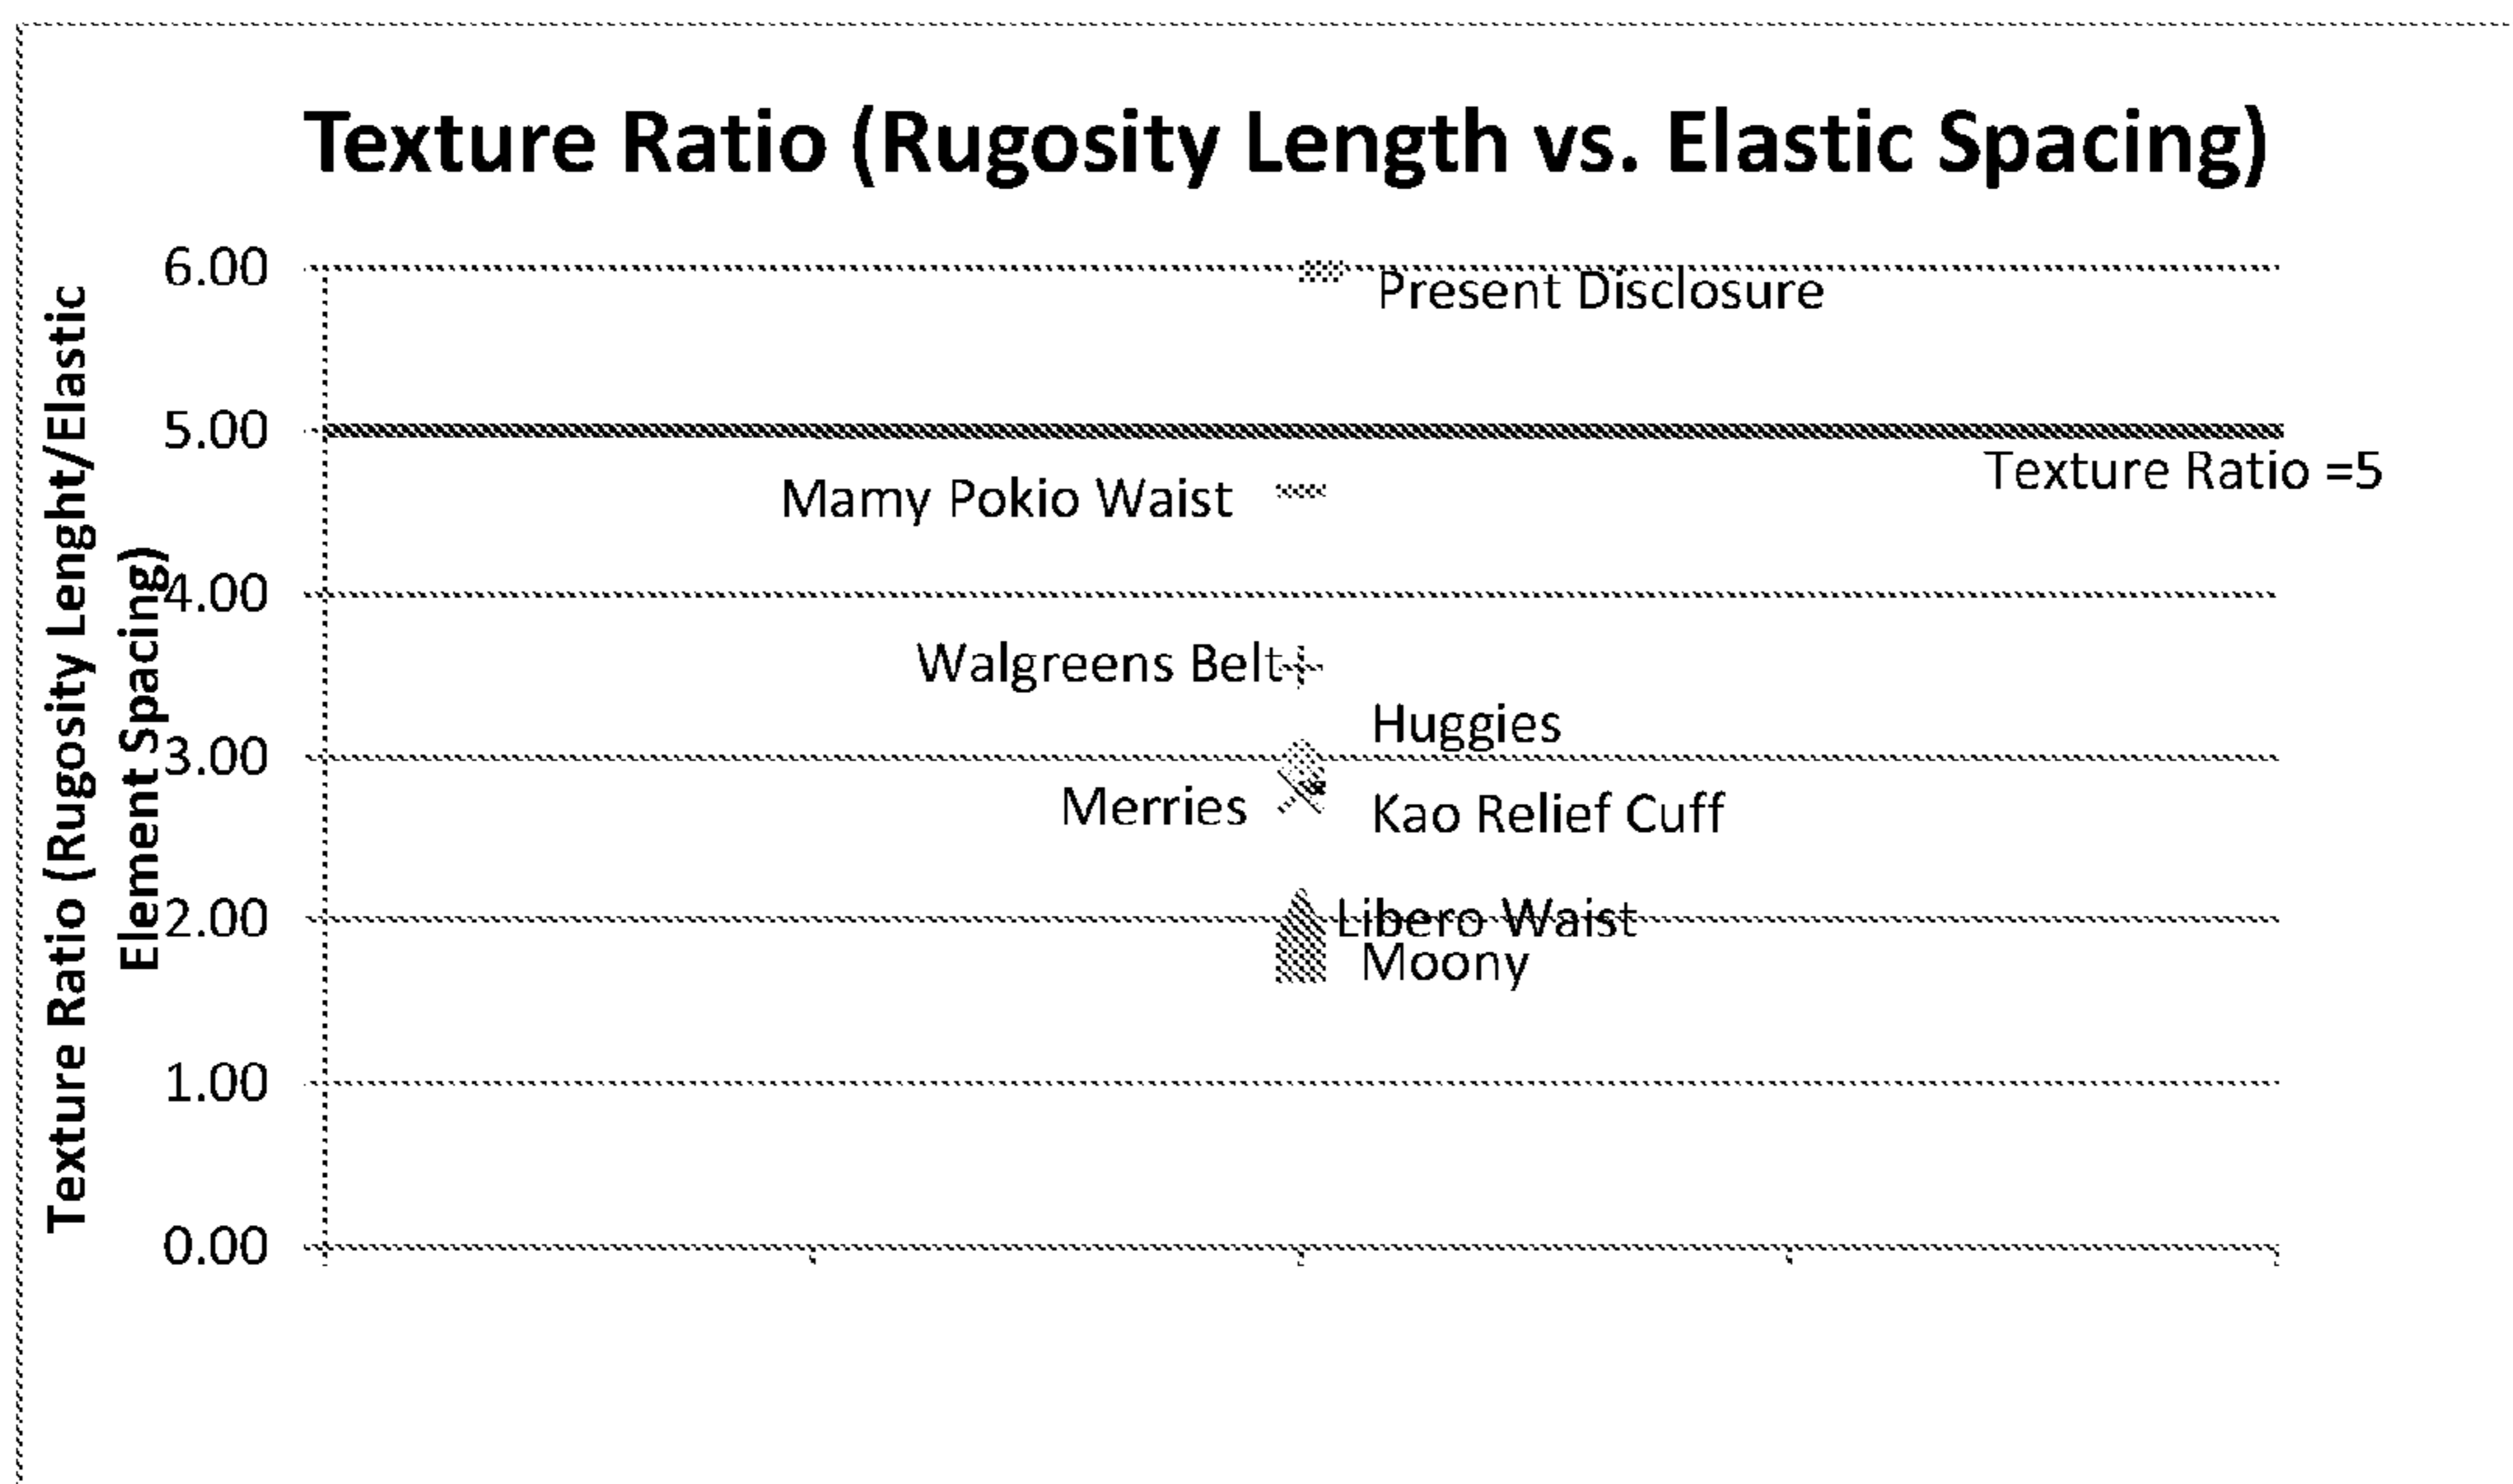 Texture Ratio (Rugosity Length vs. Elastic Spacing)
Texture Ratio (Rugosity Lenght/Elastic
Element Spacing)
6.00
Present Disclosure
5.00
Texture Ratio =5
Mamy Pokio Waist
4.00
Walgreens Belt
Huggies
3.00
Merries
Kao Relief Cuff
2.00
Libero Waist
Moony
1.00
0.00